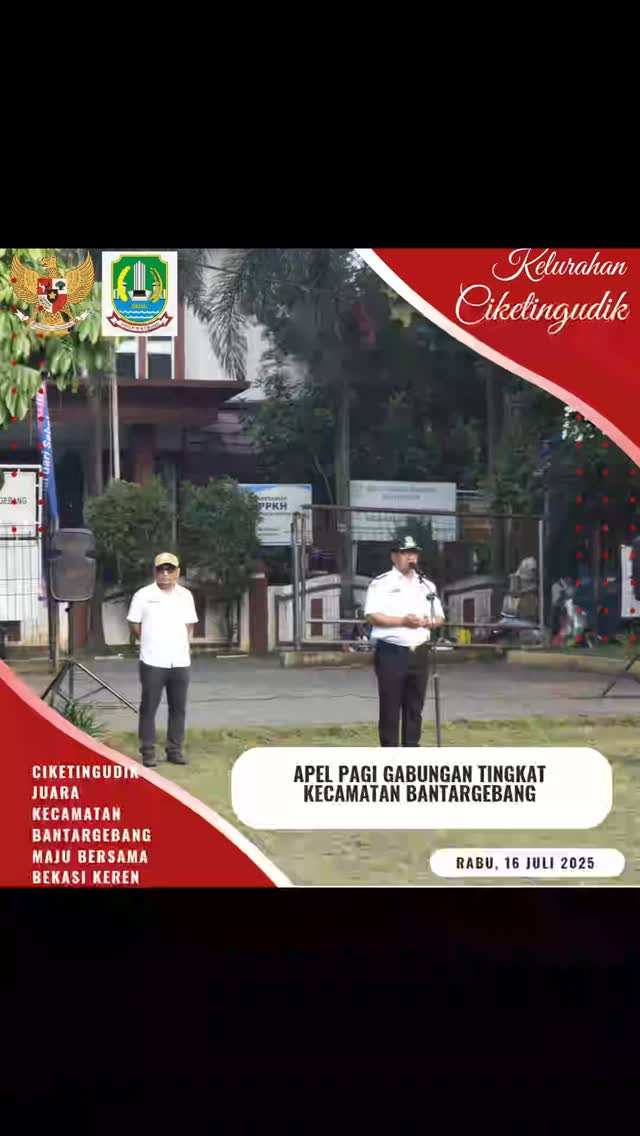 Kelurahan
Ciketingudik
GEBANG
PPKH
CIKETINGUDIK
JUARA
KECAMATAN
BANTARGEBANG
MAJU BERSAMA
BEKASI KEREN
APEL PAGI GABUNGAN TINGKAT
KECAMATAN BANTARGEBANG
RABU, 16 JULI 2025